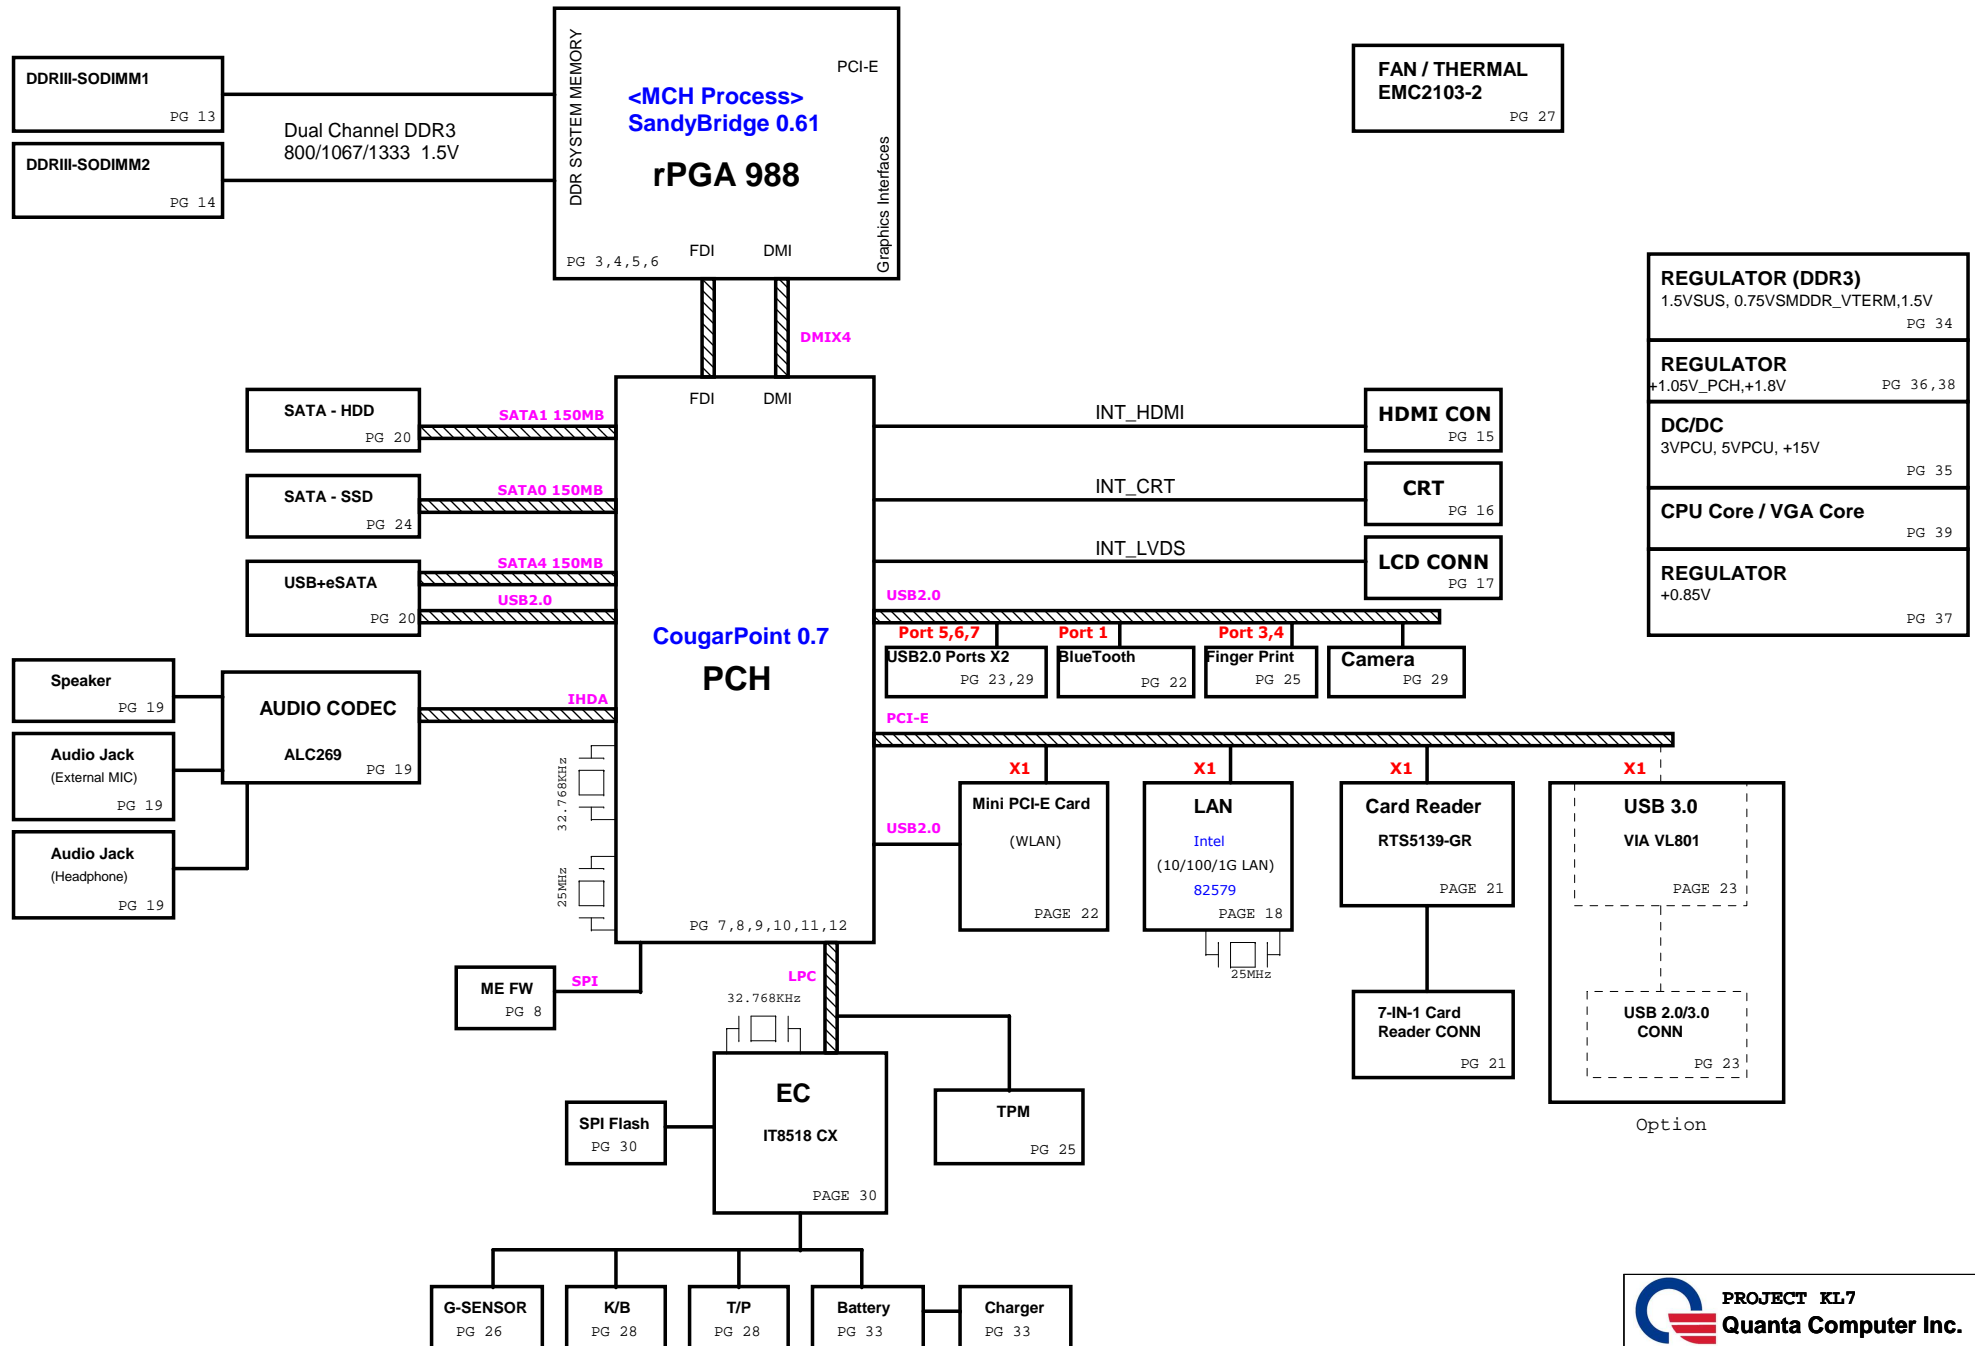 DDRIII-SODIMM1
PG 13
DDRIII-SODIMM2
PG 14
Dual Channel DDR3
800/1067/1333 1.5V
DDR SYSTEM MEMORY
PCI-E
<MCH Process>
SandyBridge 0.61
rPGA 988
Graphics Interfaces
FDI
DMI
PG 3,4,5,6
FAN / THERMAL
EMC2103-2
PG 27
DMIX4
REGULATOR (DDR3)
1.5VSUS, 0.75VSMDDR_VTERM,1.5V
PG 34
REGULATOR
+1.05V_PCH,+1.8V
PG 36,38
DC/DC
3VPCU, 5VPCU, +15V
PG 35
CPU Core / VGA Core
PG 39
REGULATOR
+0.85V
PG 37
FDI
DMI
SATA - HDD
PG 20
SATA1 150MB
SATA - SSD
PG 24
SATA0 150MB
USB+eSATA
PG 20
SATA4 150MB
USB2.0
CougarPoint 0.7
PCH
PG 7,8,9,10,11,12
INT_HDMI
HDMI CON
PG 15
INT_CRT
CRT
PG 16
INT_LVDS
LCD CONN
PG 17
USB2.0
Port 5,6,7
USB2.0 Ports X2
PG 23,29
Port 1
BlueTooth
PG 22
Port 3,4
Finger Print
PG 25
Camera
PG 29
Speaker
PG 19
Audio Jack
(External MIC)
PG 19
Audio Jack
(Headphone)
PG 19
AUDIO CODEC
ALC269
PG 19
IHDA
32.768KHz
25MHz
PCI-E
X1
Mini PCI-E Card
(WLAN)
PAGE 22
USB2.0
X1
LAN
Intel
(10/100/1G LAN)
82579
PAGE 18
25MHz
X1
Card Reader
RTS5139-GR
PAGE 21
7-IN-1 Card
Reader CONN
PG 21
X1
USB 3.0
VIA VL801
PAGE 23
USB 2.0/3.0
CONN
PG 23
Option
ME FW
PG 8
SPI
LPC
32.768KHz
EC
IT8518 CX
PAGE 30
SPI Flash
PG 30
TPM
PG 25
G-SENSOR
PG 26
K/B
PG 28
T/P
PG 28
Battery
PG 33
Charger
PG 33
PROJECT KL7
Quanta Computer Inc.